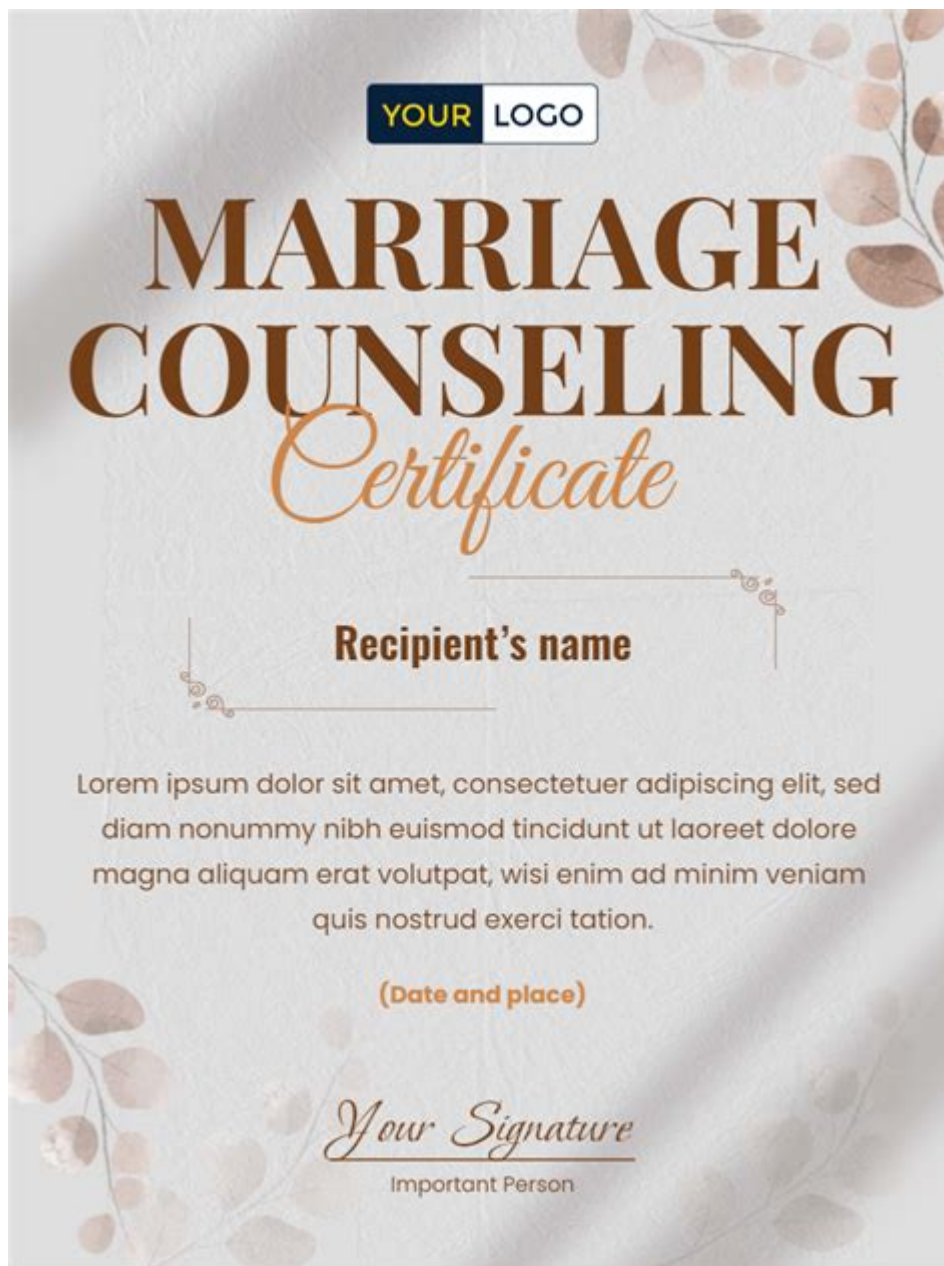 YOUR LOGO
MARRIAGE
COUNSELING
Certificate
Recipient’s name
Lorem ipsum dolor sit amet, consectetuer adipiscing elit, sed
diam nonummy nibh euismod tincidunt ut laoreet dolore
magna aliquam erat volutpat, wisi enim ad minim veniam
quis nostrud exerci tation.
(Date and place)
Your Signature
Important Person